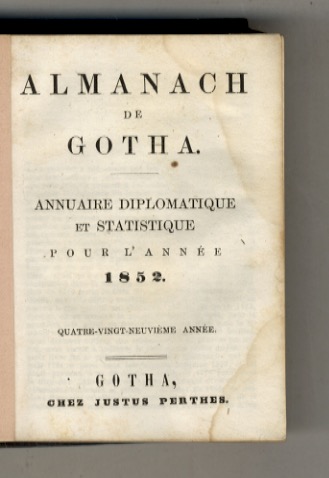 ALMANACH
DE
GOTHA.
ANNUAIRE DIPLOMATIQUE
ET STATISTIQUE
POUR L'ANNÉE
1852.
QUATRE-VINGT-NEUVIÈME ANNÉE.
GOTHA,
CHEZ JUSTUS PERTHES.